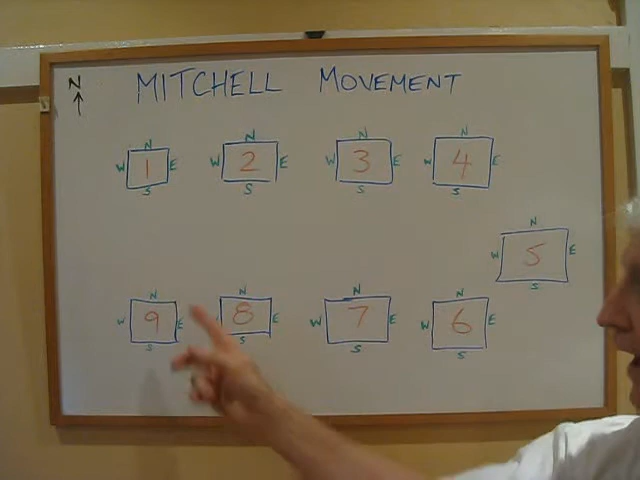 N
MITCHELL MOVEMENT
N N N N
W 1 E W 2 E W 3 E W 4 E
S S S S
N
W 5 E
S
N N N N
W 9 E 8 E W 7 E W 6 E
S S S S